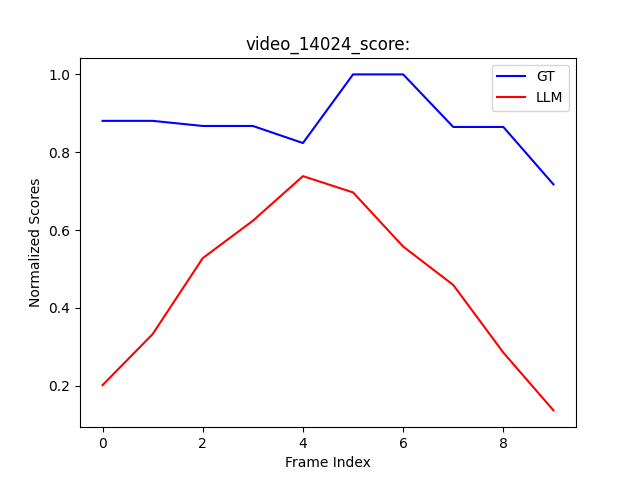 video_14024_score:
GT
LLM
Normalized Scores
1.0
0.8
0.6
0.4
0.2
0 2 4 6 8
Frame Index